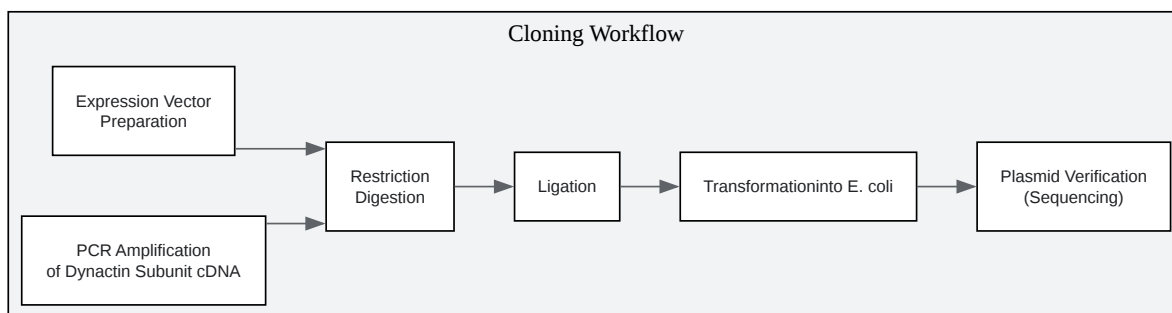 Cloning Workflow
Expression Vector
Preparation
PCR Amplification
of Dynactin Subunit cDNA
Restriction
Digestion
Ligation
Transformationinto E. coli
Plasmid Verification
(Sequencing)